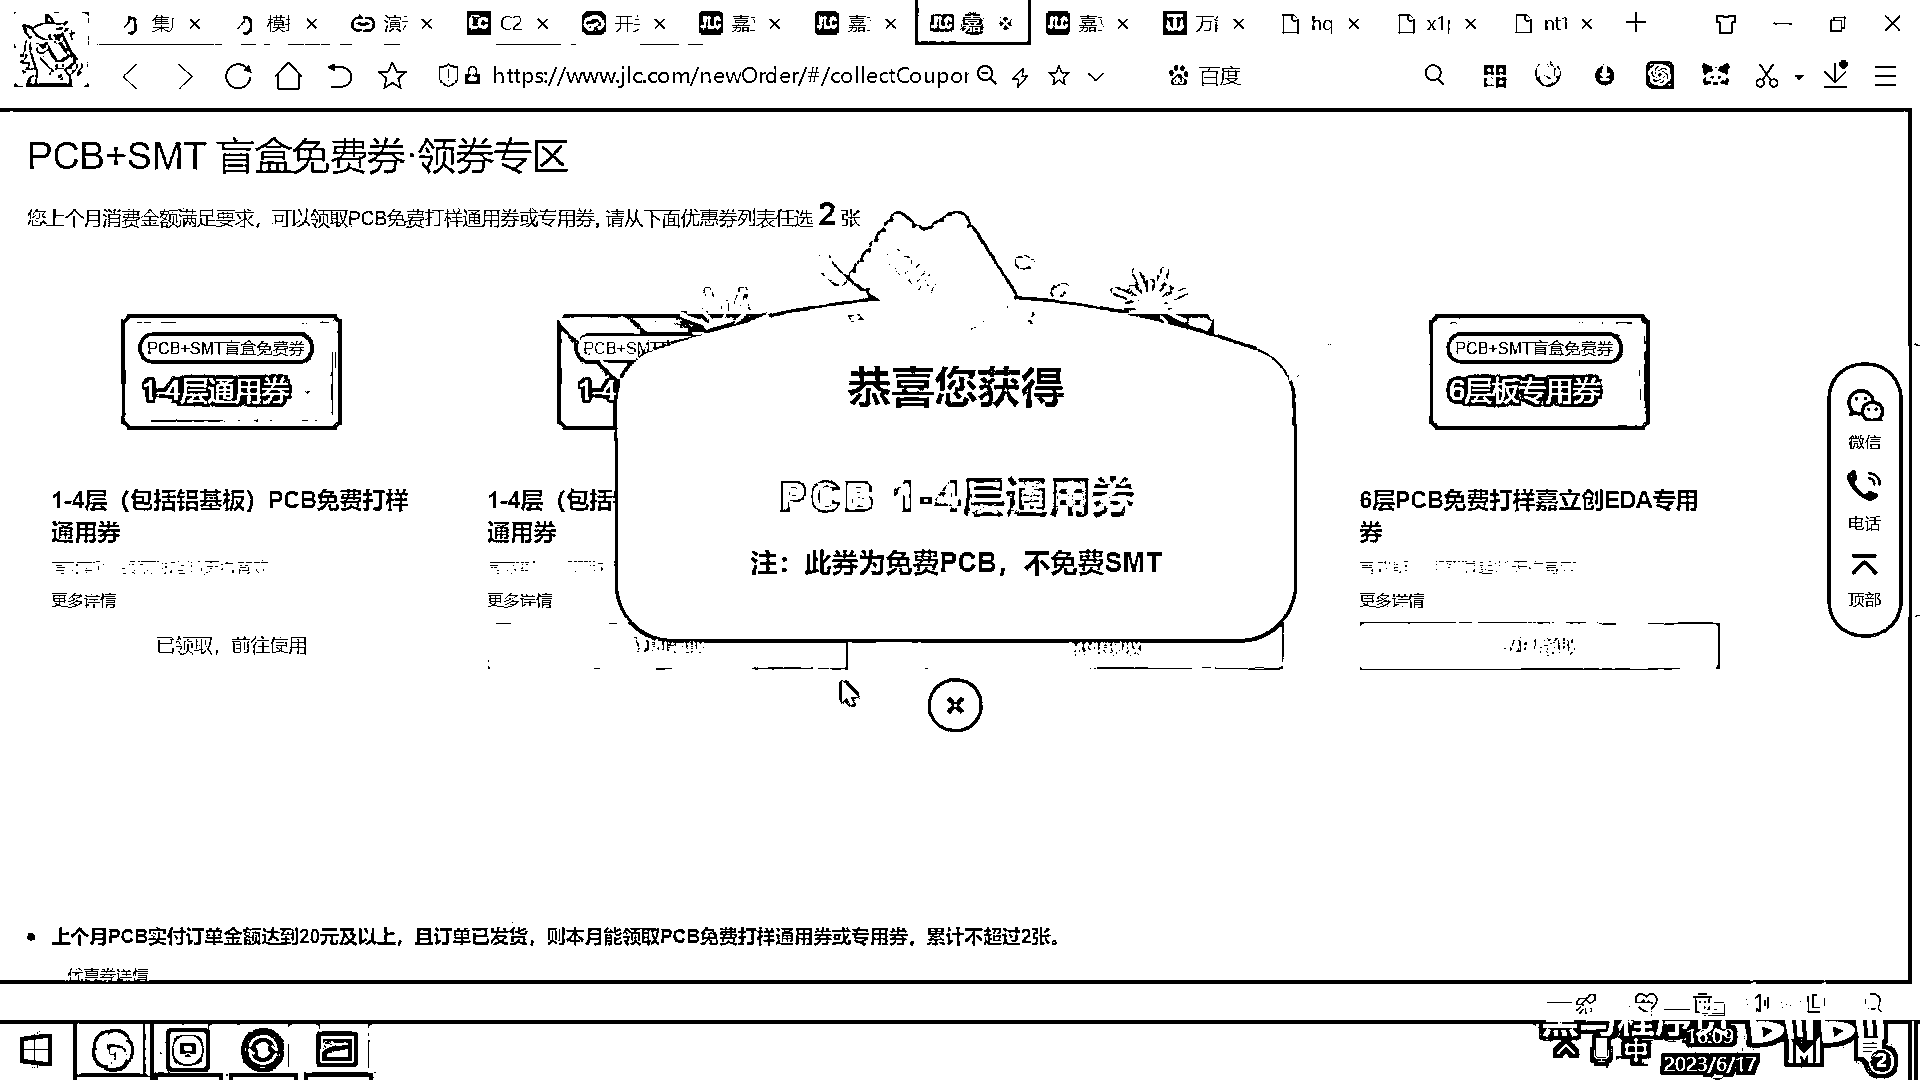 集
模
演
C2
开
嘉
嘉
嘉
嘉
万
hq
x1
nt1
https://www.jlc.com/newOrder/#/collectCoupon
百度
PCB+SMT 盲盒免费券·领券专区
您上个月消费金额满足要求，可以领取PCB免费打样通用券或专用券, 请从下面优惠券列表任选 2 张
PCB+SMT盲盒免费券
1-4层通用券
PCB+SMT
1-4
PCB+SMT盲盒免费券
6层板专用券
恭喜您获得
PCB 1-4层通用券
注：此券为免费PCB，不免费SMT
1-4层（包括铝基板）PCB免费打样
通用券
更多详情
已领取，前往使用
1-4层（包括
通用券
更多详情
6层PCB免费打样嘉立创EDA专用
券
更多详情
微信
电话
顶部
上个月PCB实付订单金额达到20元及以上，且订单已发货，则本月能领取PCB免费打样通用券或专用券，累计不超过2张。
优惠券详情
中
16:09
2023/6/17
2